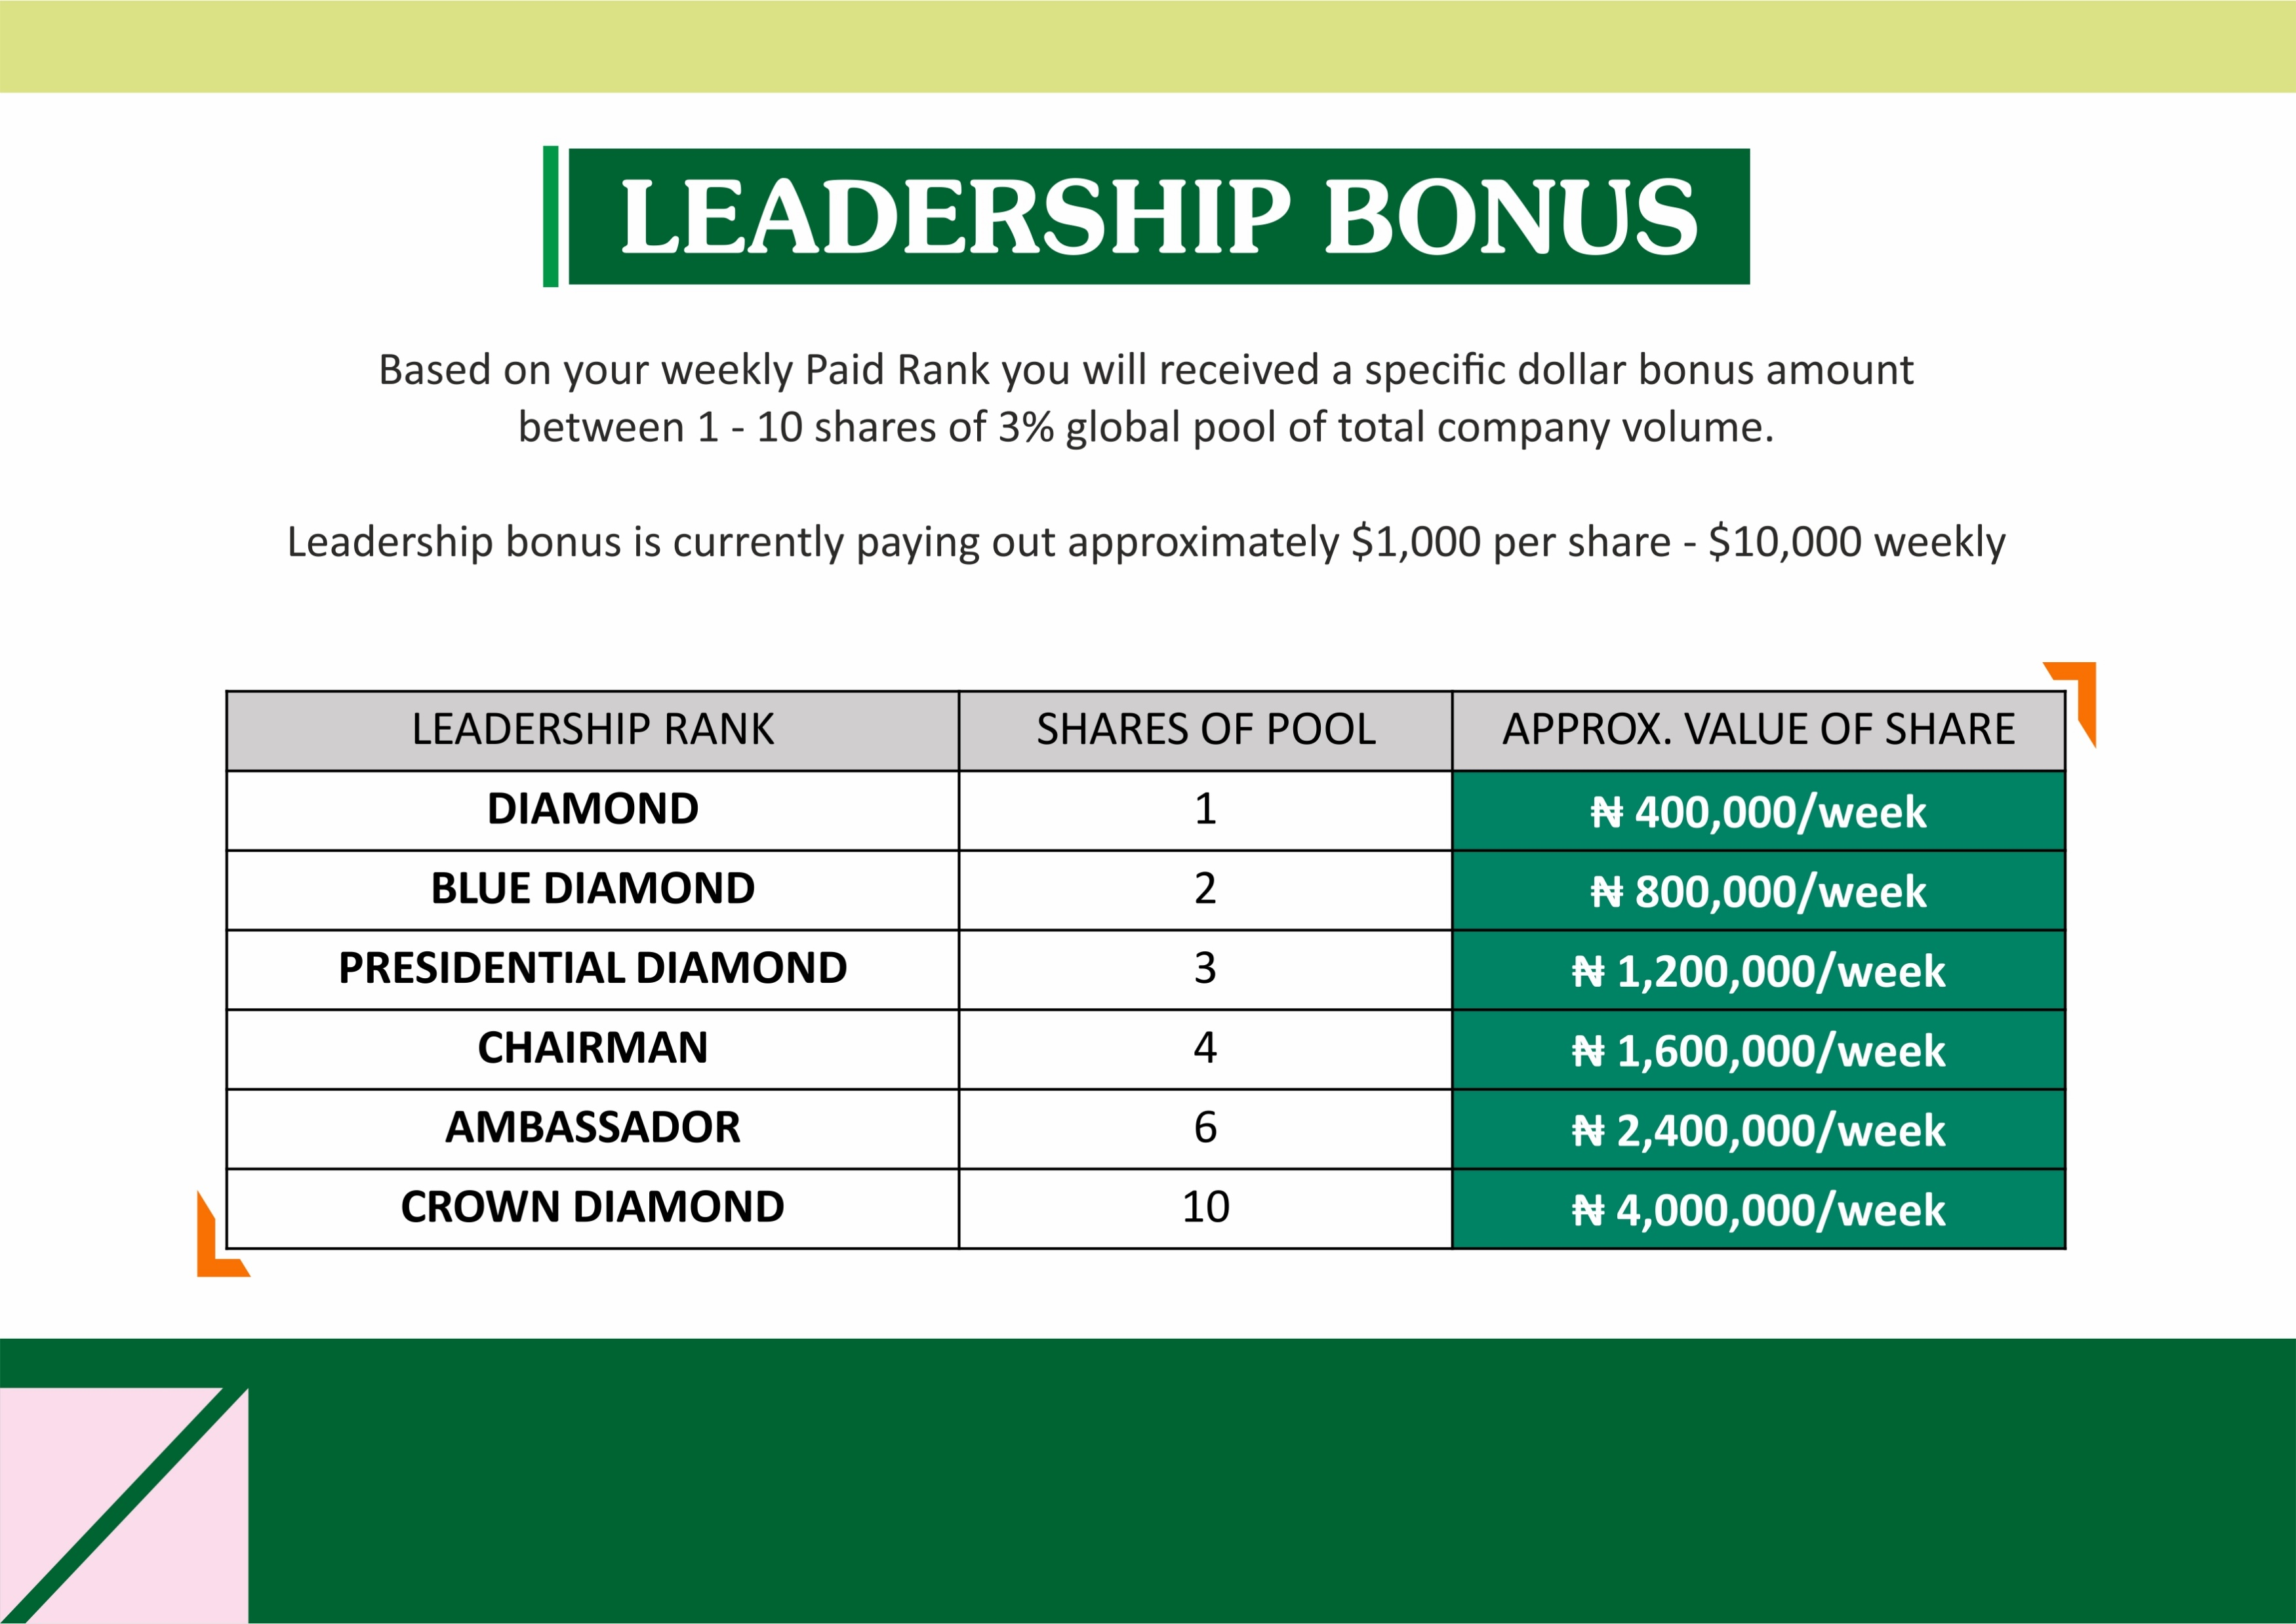 LEADERSHIP BONUS
Based on your weekly Paid Rank you will received a specific dollar bonus amount
between 1 - 10 shares of 3% global pool of total company volume.
Leadership bonus is currently paying out approximately $1,000 per share - $10,000 weekly
LEADERSHIP RANK SHARES OF POOL APPROX. VALUE OF SHARE
DIAMOND 1 ₦ 400,000/week
BLUE DIAMOND 2 ₦ 800,000/week
PRESIDENTIAL DIAMOND 3 ₦ 1,200,000/week
CHAIRMAN 4 ₦ 1,600,000/week
AMBASSADOR 6 ₦ 2,400,000/week
CROWN DIAMOND 10 ₦ 4,000,000/week